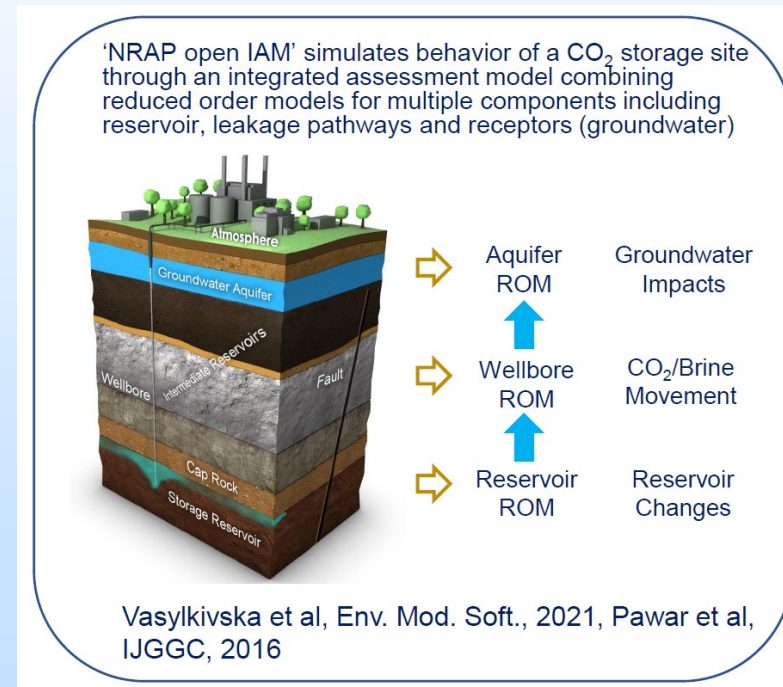 ‘NRAP open IAM’ simulates behavior of a CO₂ storage site
through an integrated assessment model combining
reduced order models for multiple components including
reservoir, leakage pathways and receptors (groundwater)
Atmosphere
Groundwater Aquifer
Intermediate Reservoirs
Wellbore
Fault
Cap Rock
Storage Reservoir
Aquifer
ROM
Groundwater
Impacts
Wellbore
ROM
CO₂/Brine
Movement
Reservoir
ROM
Reservoir
Changes
Vasylkivska et al, Env. Mod. Soft., 2021, Pawar et al,
IJGGC, 2016